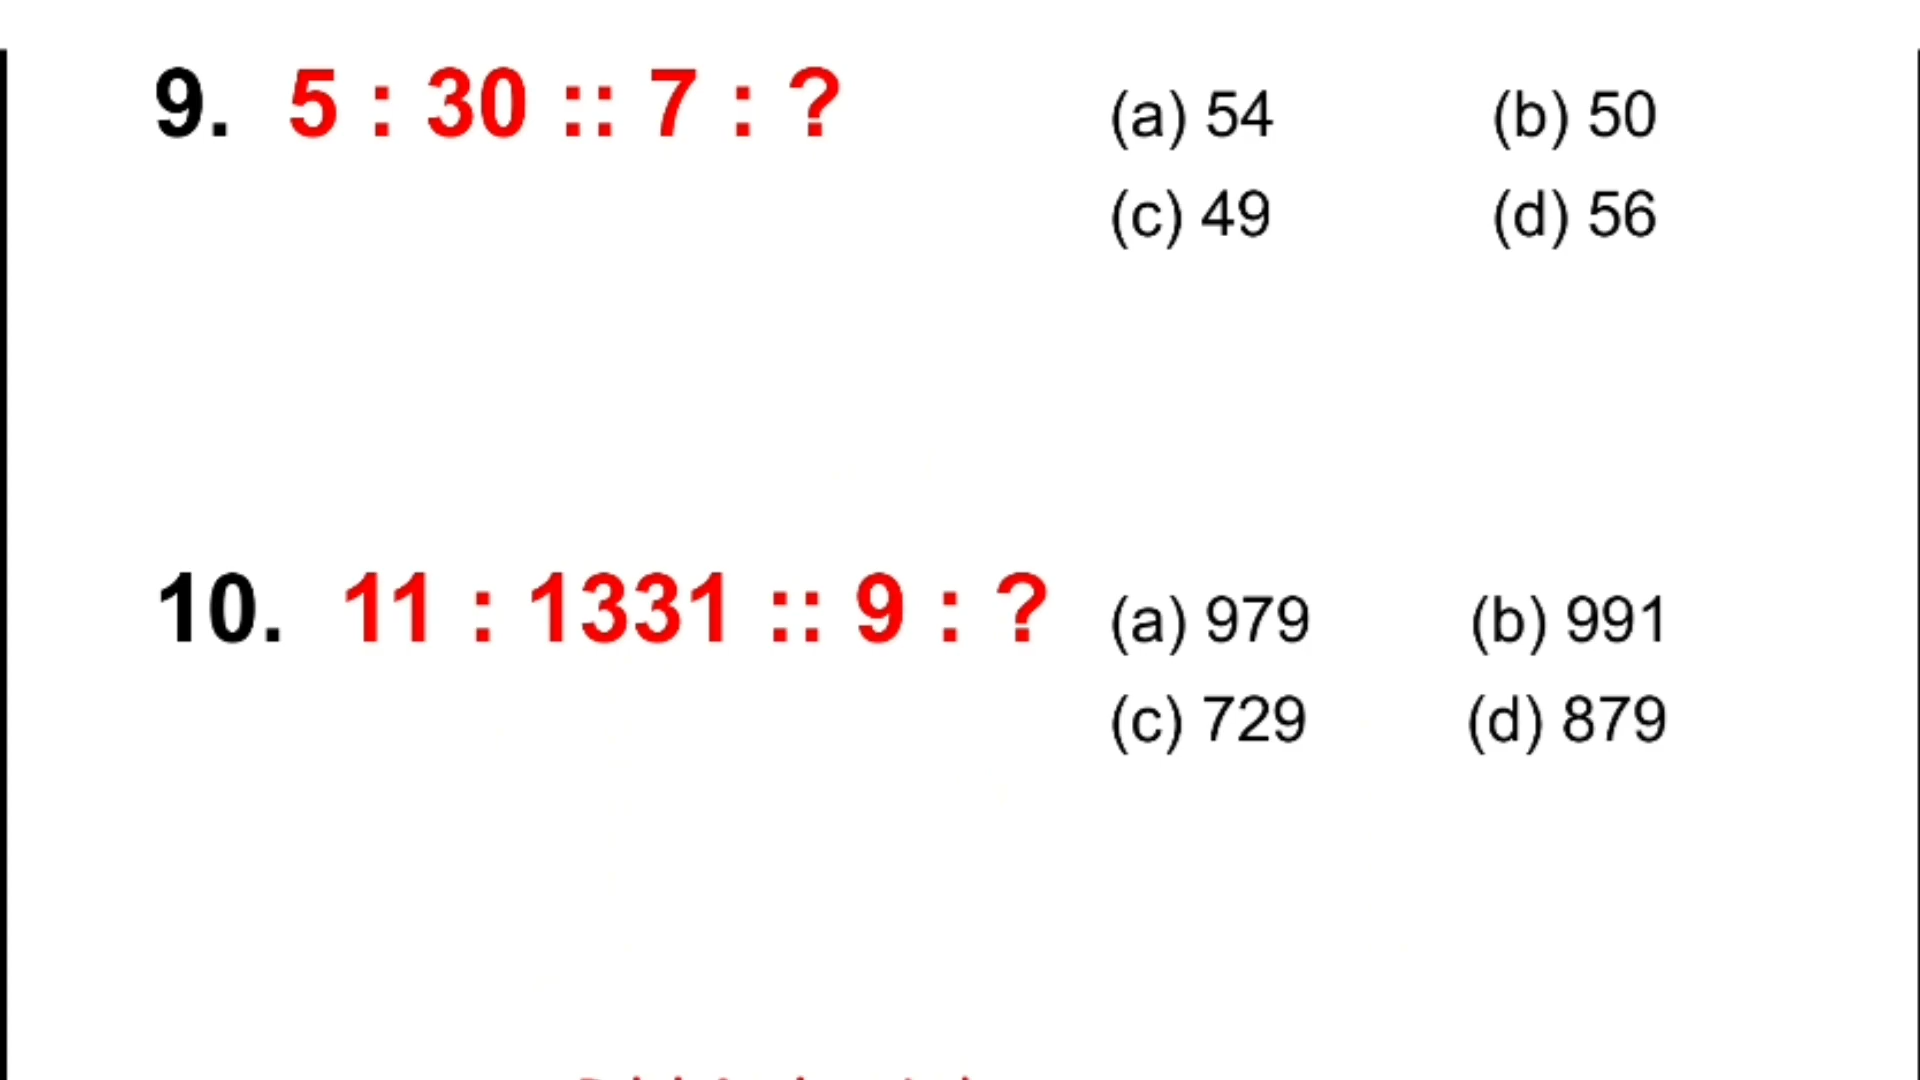 9. 5 : 30 :: 7 : ? (a) 54 (b) 50
(c) 49 (d) 56
10. 11 : 1331 :: 9 : ? (a) 979 (b) 991
(c) 729 (d) 879